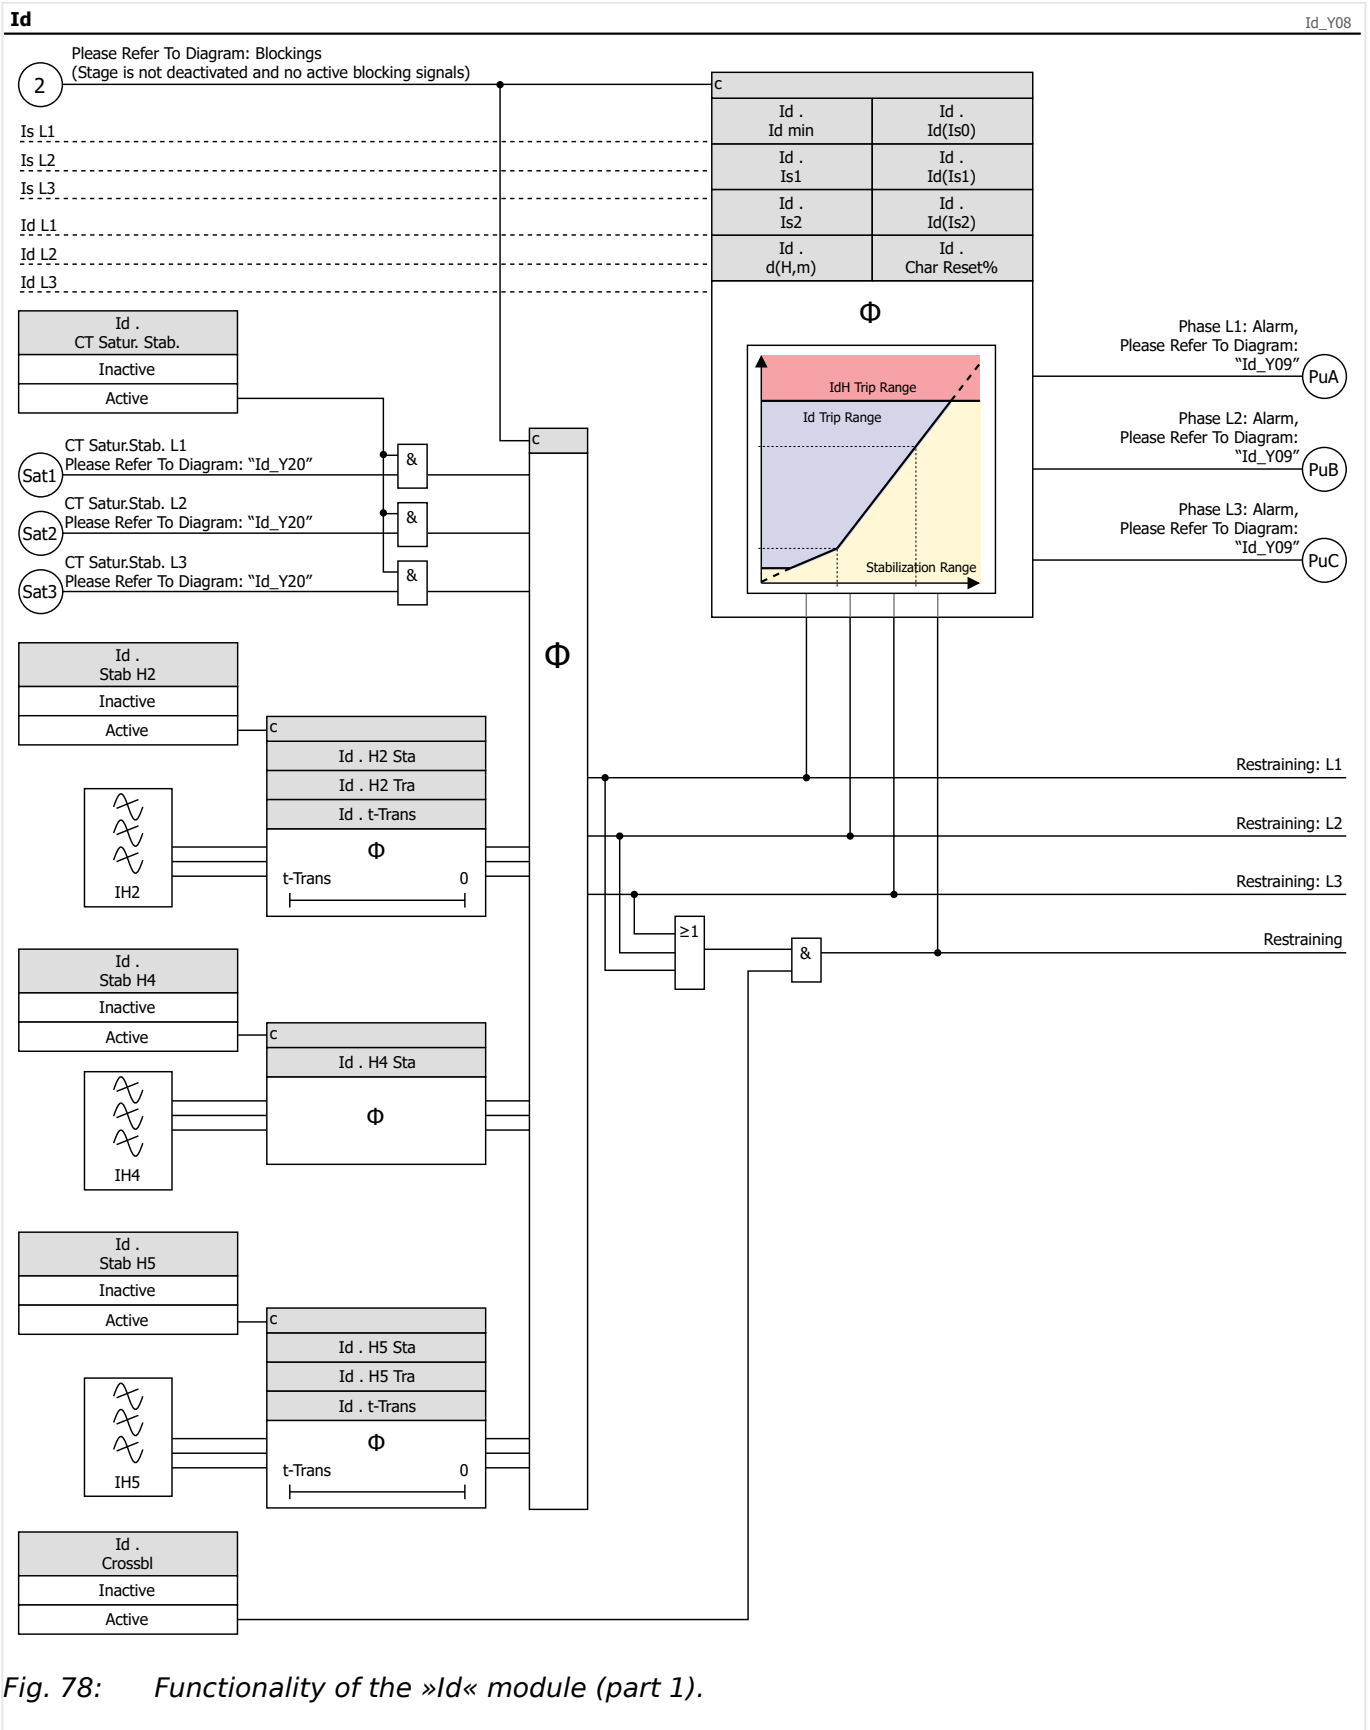 Id
Id_Y08
2
Please Refer To Diagram: Blockings
(Stage is not deactivated and no active blocking signals)
Is L1
Is L2
Is L3
Id L1
Id L2
Id L3
c
Id .
Id min
Id .
Id(Is0)
Id .
Is1
Id .
Id(Is1)
Id .
Is2
Id .
Id(Is2)
Id .
d(H,m)
Id .
Char Reset%
Φ
IdH Trip Range
Id Trip Range
Stabilization Range
Phase L1: Alarm,
Please Refer To Diagram:
“Id_Y09”
PuA
Phase L2: Alarm,
Please Refer To Diagram:
“Id_Y09”
PuB
Phase L3: Alarm,
Please Refer To Diagram:
“Id_Y09”
PuC
Id .
CT Satur. Stab.
Inactive
Active
Sat1
CT Satur.Stab. L1
Please Refer To Diagram: “Id_Y20”
&
Sat2
CT Satur.Stab. L2
Please Refer To Diagram: “Id_Y20”
&
Sat3
CT Satur.Stab. L3
Please Refer To Diagram: “Id_Y20”
&
c
Φ
Id .
Stab H2
Inactive
Active
c
Id . H2 Sta
Id . H2 Tra
Id . t-Trans
Φ
t-Trans 0
IH2
Restraining: L1
Restraining: L2
Restraining: L3
≥1
&
Restraining
Id .
Stab H4
Inactive
Active
c
Id . H4 Sta
Φ
IH4
Id .
Stab H5
Inactive
Active
c
Id . H5 Sta
Id . H5 Tra
Id . t-Trans
Φ
t-Trans 0
IH5
Id .
Crossbl
Inactive
Active
Fig. 78: Functionality of the »Id« module (part 1).